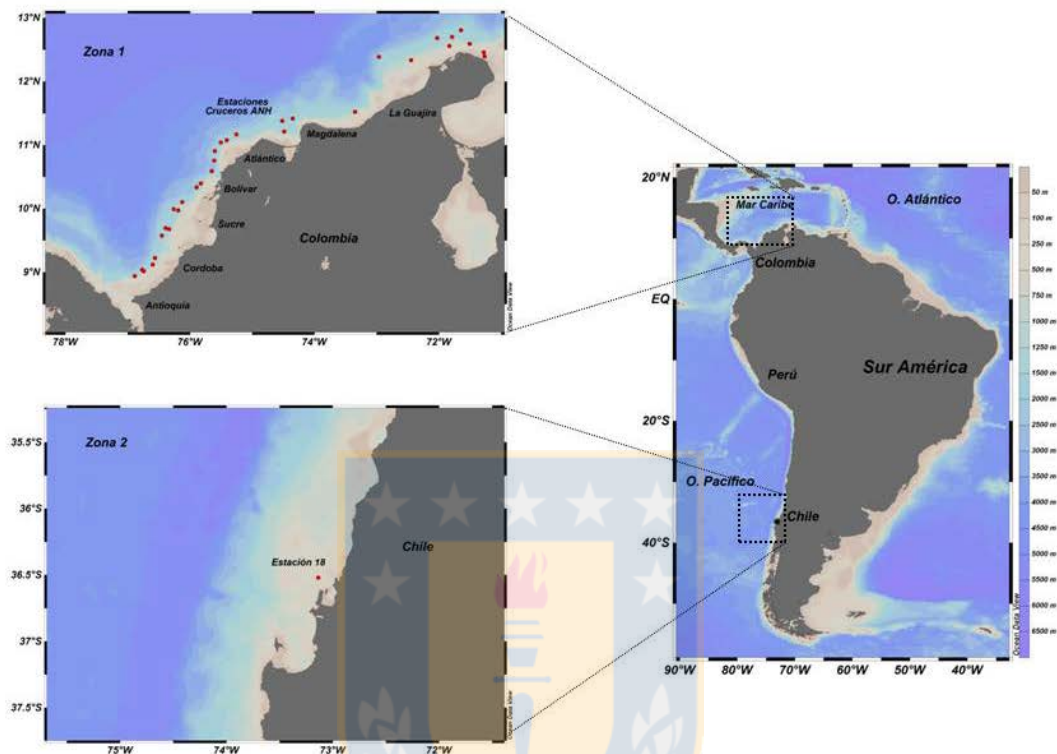 13°N
Zona 1
12°N
Estaciones
Cruceros ANH
La Guajira
Magdalena
11°N
Atlántico
Bolívar
10°N
Sucre
Colombia
9°N
Cordoba
Antioquia
Ocean Data View
78°W
76°W
74°W
72°W
35.5°S
Zona 2
36°S
Chile
Estación 18
36.5°S
37°S
37.5°S
Ocean Data View
75°W
74°W
73°W
72°W
20°N
O. Atlántico
Mar Caribe
Colombia
EQ
Perú
Sur América
20°S
O. Pacífico
Chile
40°S
Ocean Data View
90°W
80°W
70°W
60°W
50°W
40°W
50 m
100 m
250 m
500 m
750 m
1000 m
1250 m
1500 m
2000 m
2500 m
3000 m
3500 m
4000 m
4500 m
5000 m
5500 m
6000 m
6500 m